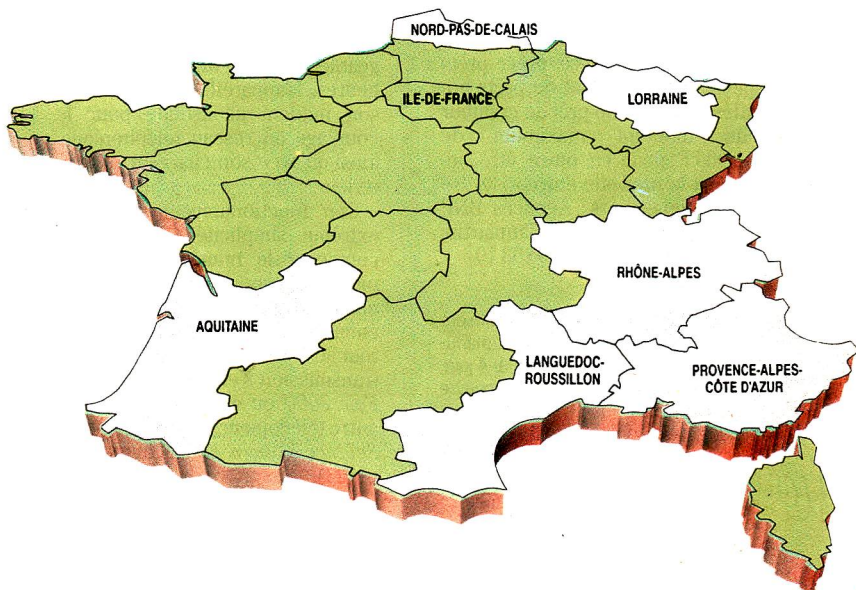 NORD-PAS-DE-CALAIS
ILE-DE-FRANCE
LORRAINE
RHÔNE-ALPES
AQUITAINE
LANGUEDOC-
ROUSSILLON
PROVENCE-ALPES-
CÔTE D'AZUR